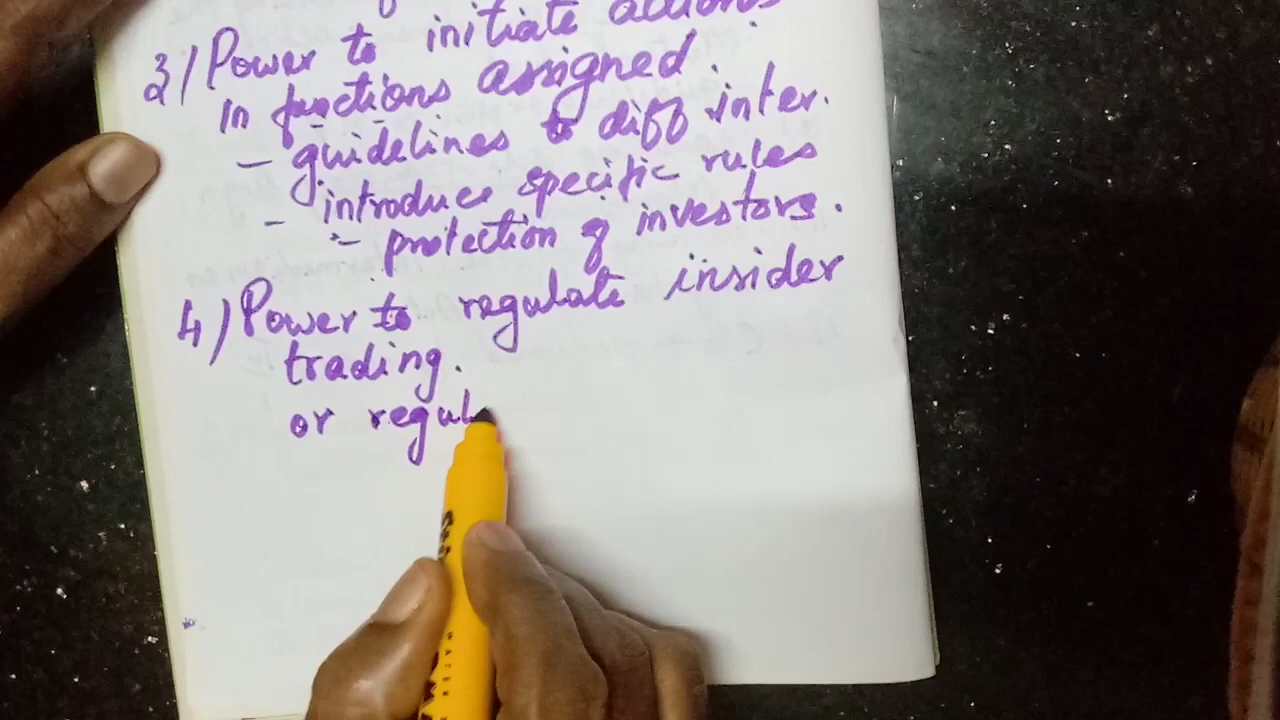 3) Power to initiate actions
in functions assigned.
- guidelines to diff inter.
- introduce specific rules
- protection of investors.
4) Power to regulate insider
trading.
or regul